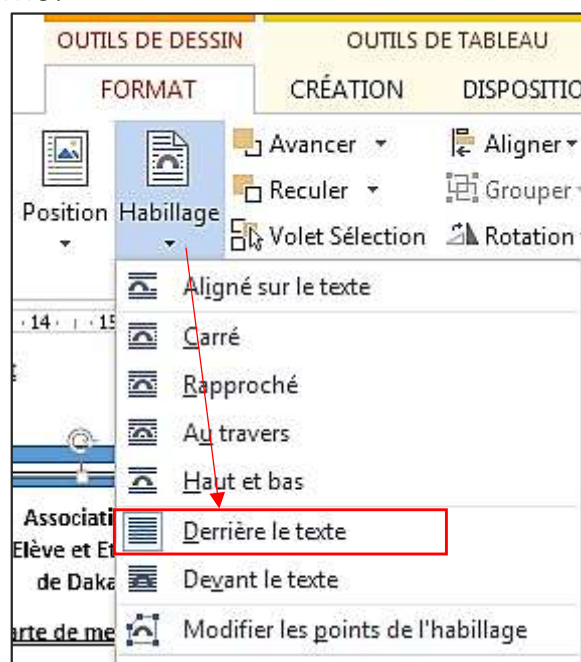 OUTILS DE DESSIN OUTILS DE TABLEAU
FORMAT CRÉATION DISPOSITIO
Position Habillage Avancer Aligner
Reculer Grouper
Volet Sélection Rotation
Aligné sur le texte
14 15
Carré
Rapproché
Au travers
Haut et bas
Associati
Derrière le texte
Elève et Et
de Daka Devant le texte
arte de me Modifier les points de l'habillage